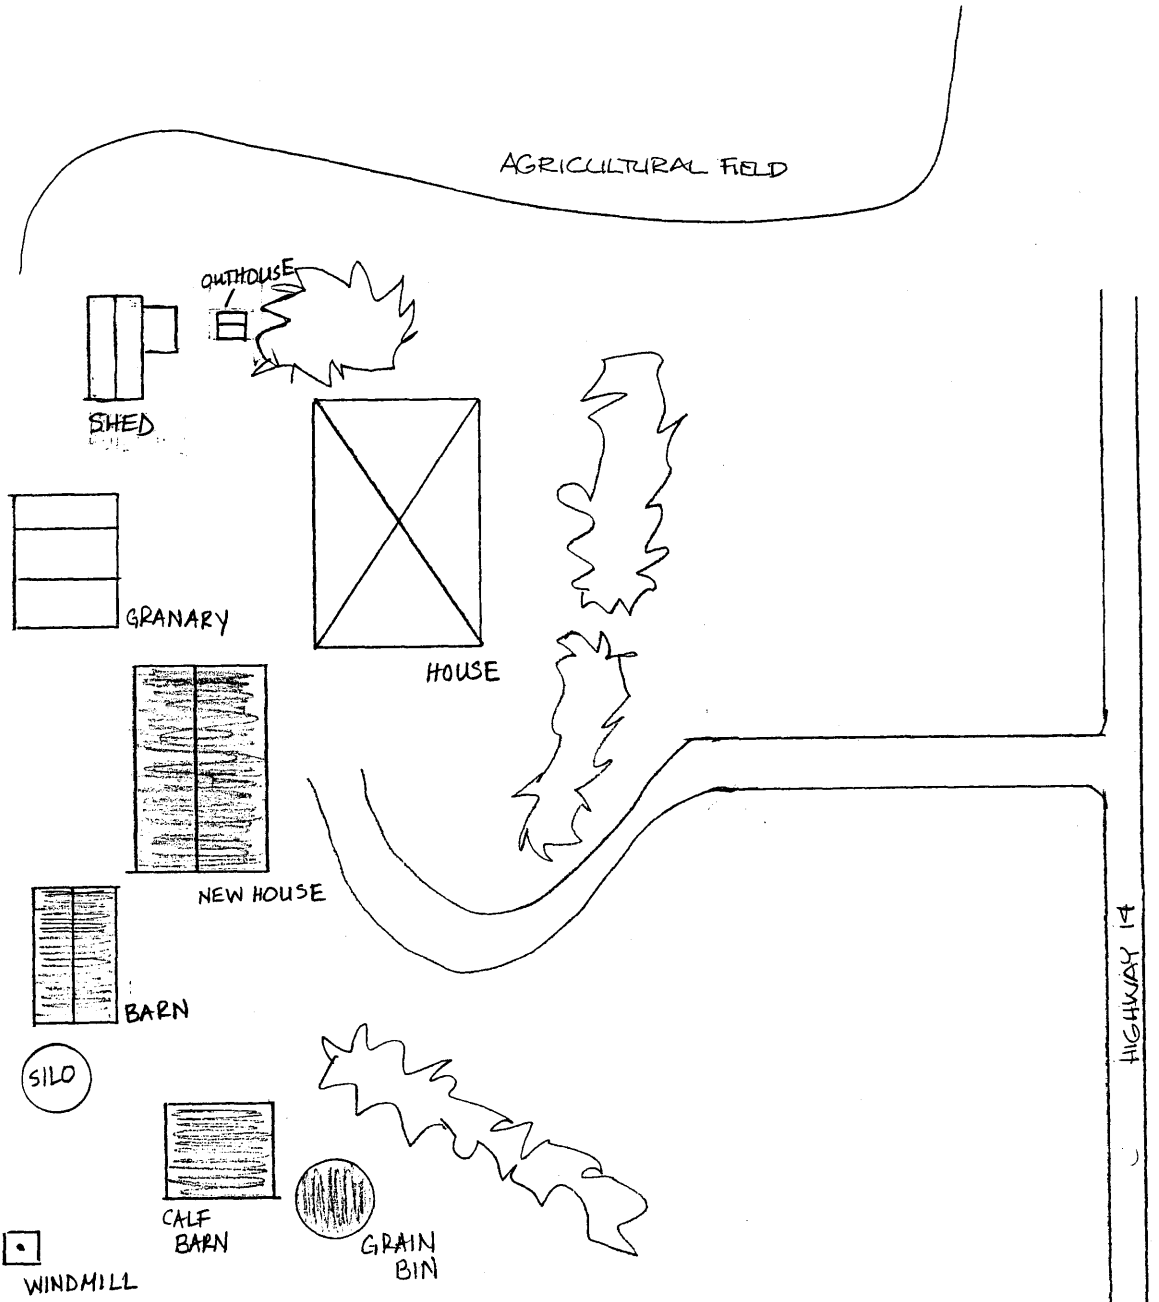 AGRICULTURAL FIELD
OUTHOUSE
SHED
GRANARY
HOUSE
NEW HOUSE
BARN
HIGHWAY 14
SILO
CALF
BARN
GRAIN
BIN
WINDMILL